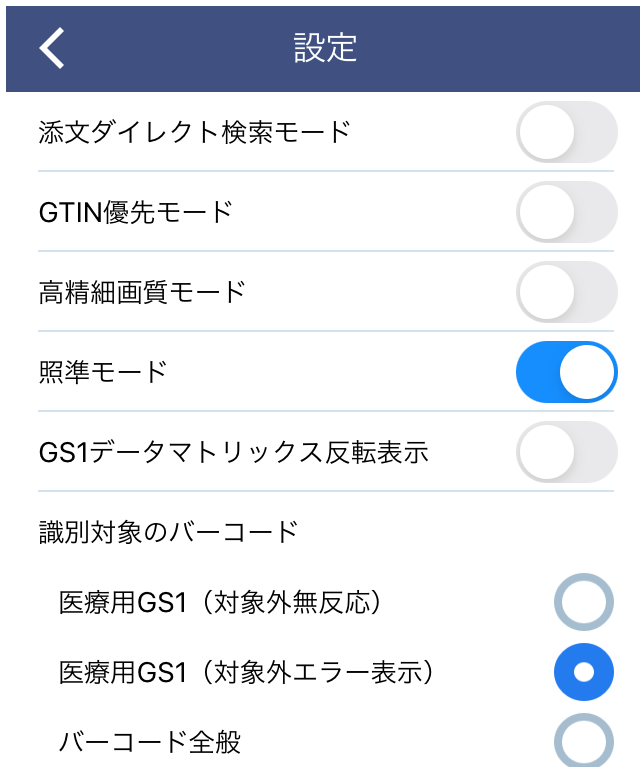 設定
添文ダイレクト検索モード
GTIN優先モード
高精細画質モード
照準モード
GS1データマトリックス反転表示
識別対象のバーコード
医療用GS1（対象外無反応）
医療用GS1（対象外エラー表示）
バーコード全般